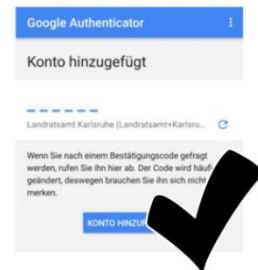 Google Authenticator
Konto hinzugefügt
Landratsamt Karlsruhe (Landratsamt+Karlsru...
Wenn Sie nach einem Bestätigungscode gefragt
werden, rufen Sie ihn hier ab. Der Code wird
geändert, deswegen brauchen Sie ihn sich nicht
merken.
KONTO